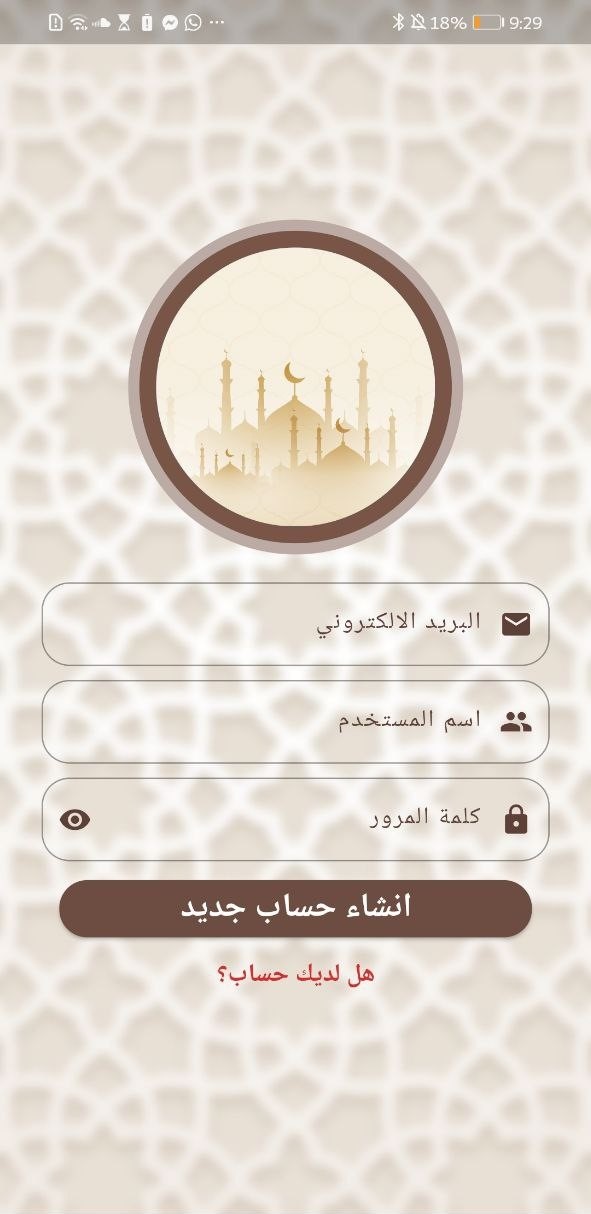 18% 9:29
البريد الالكتروني
اسم المستخدم
كلمة المرور
انشاء حساب جديد
هل لديك حساب؟